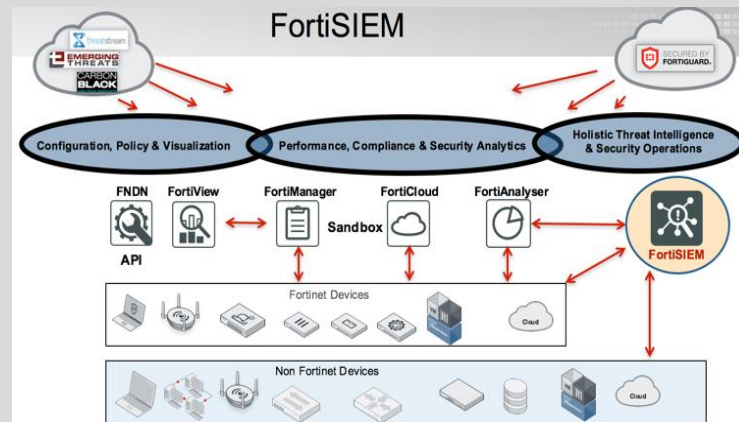 FortiSIEM
threatstream
EMERGING
THREATS
CARBON
BLACK
SECURED BY
FORTIGUARD
Configuration, Policy & Visualization
Performance, Compliance & Security Analytics
Holistic Threat Intelligence
& Security Operations
FNDN
FortiView
FortiManager
FortiCloud
FortiAnalyser
Sandbox
API
FortiSIEM
Fortinet Devices
Cloud
Non Fortinet Devices
Cloud